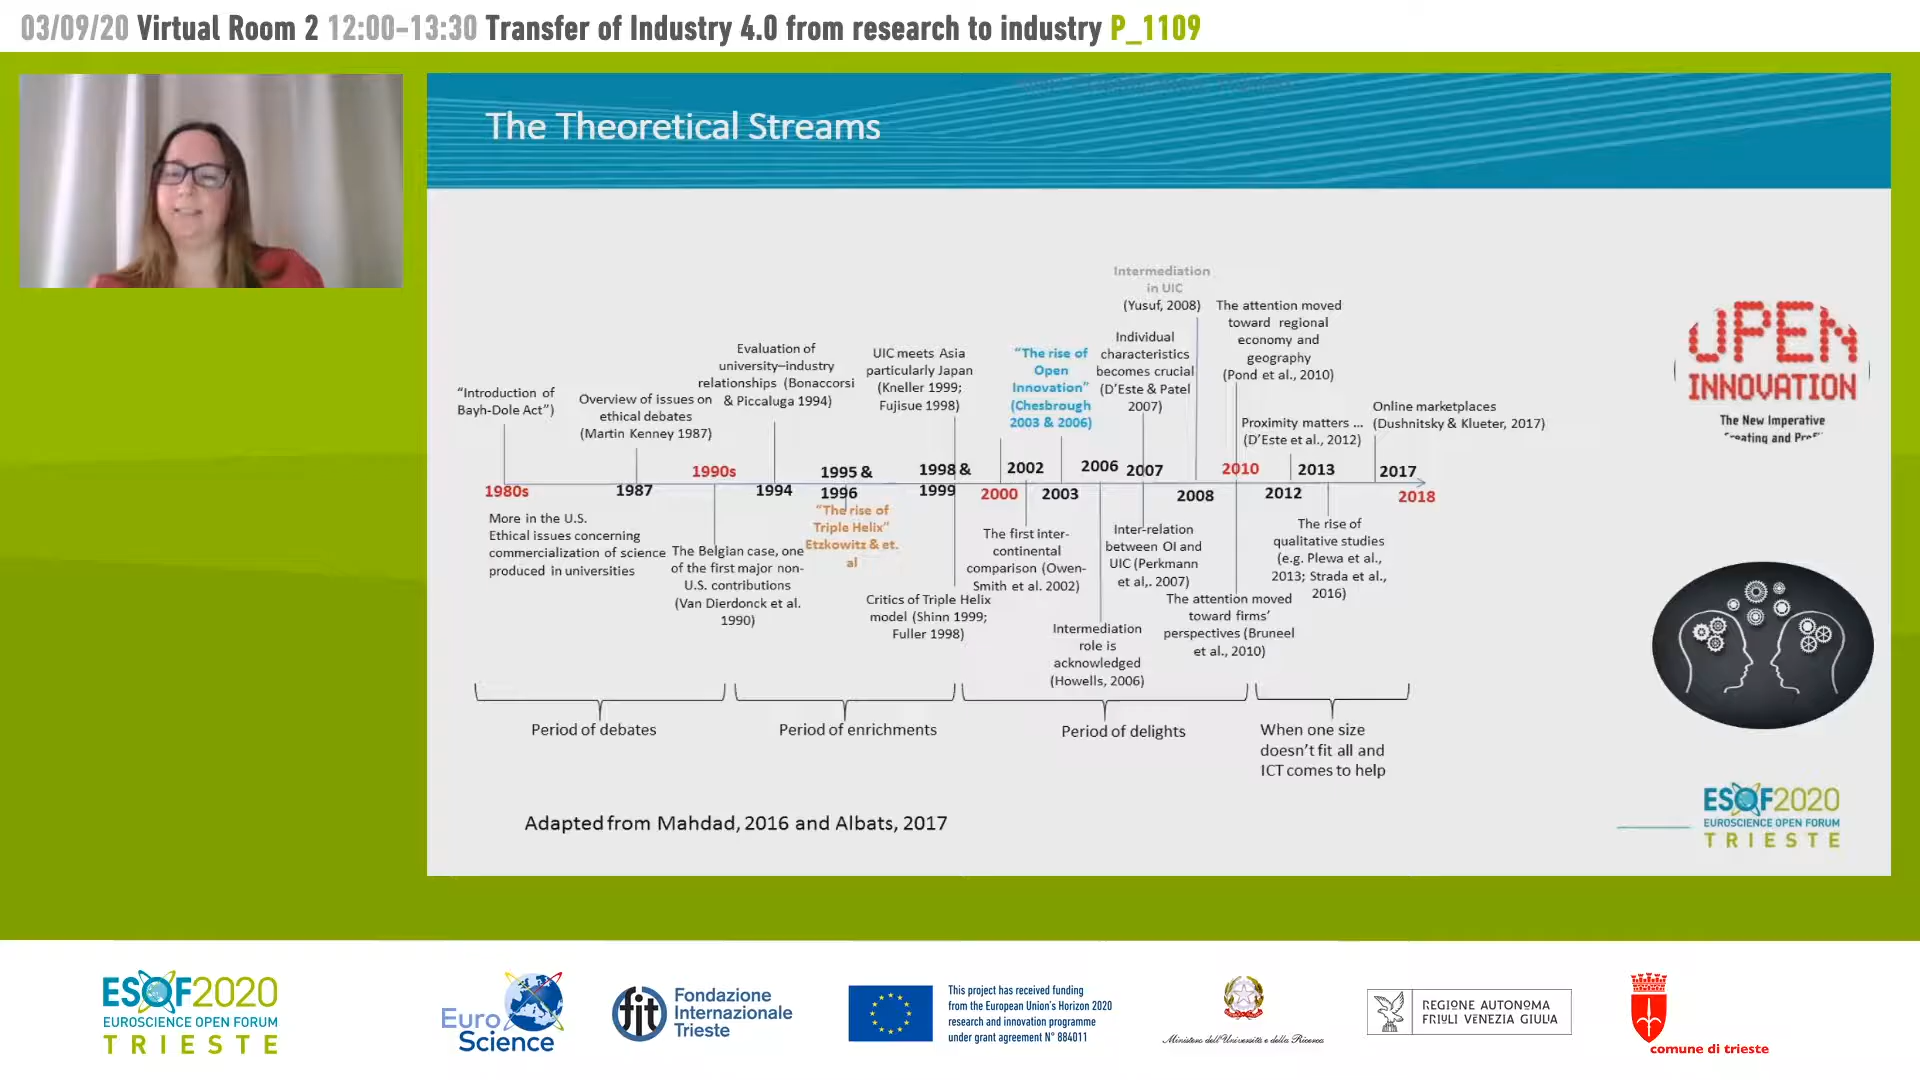 03/09/20 Virtual Room 2 12:00-13:30 Transfer of Industry 4.0 from research to industry P_1109
The Theoretical Streams
Intermediation
in UIC
(Yusuf, 2008)
The attention moved
toward regional
economy and
geography
(Pond et al., 2010)
Individual
characteristics
becomes crucial
(D'Este & Patel
2007)
"The rise of
Open
Innovation"
(Chesbrough
2003 & 2006)
UIC meets Asia
particularly Japan
(Kneller 1999;
Fujisue 1998)
Evaluation of
university–industry
relationships (Bonaccorsi
& Piccaluga 1994)
"Introduction of
Bayh-Dole Act")
Overview of issues on
ethical debates
(Martin Kenney 1987)
Proximity matters ...
(D'Este et al., 2012)
Online marketplaces
(Dushnitsky & Klueter, 2017)
1980s
1987
1990s
1994
1995 &
1996
1998 &
1999
2000
2002
2003
2006
2007
2008
2010
2012
2013
2017
2018
More in the U.S.
Ethical issues concerning
commercialization of science
produced in universities
The Belgian case, one
of the first major non-
U.S. contributions
(Van Dierdonck et al.
1990)
"The rise of
Triple Helix"
Etzkowitz & et.
al
Critics of Triple Helix
model (Shinn 1999;
Fuller 1998)
The first inter-
continental
comparison (Owen-
Smith et al. 2002)
Intermediation
role is
acknowledged
(Howells, 2006)
Inter-relation
between OI and
UIC (Perkmann
et al,. 2007)
The attention moved
toward firms'
perspectives (Bruneel
et al., 2010)
The rise of
qualitative studies
(e.g. Plewa et al.,
2013; Strada et al.,
2016)
Period of debates
Period of enrichments
Period of delights
When one size
doesn't fit all and
ICT comes to help
Adapted from Mahdad, 2016 and Albats, 2017
OPEN
INNOVATION
The New Imperative
ESOF2020
EUROSCIENCE OPEN FORUM
TRIESTE
ESOF2020
EUROSCIENCE OPEN FORUM
TRIESTE
Euro
Science
fit
Fondazione
Internazionale
Trieste
This project has received funding
from the European Union's Horizon 2020
research and innovation programme
under grant agreement N° 884011
Ministero dell'Università e della Ricerca
REGIONE AUTONOMA
FRIULI VENEZIA GIULIA
comune di trieste